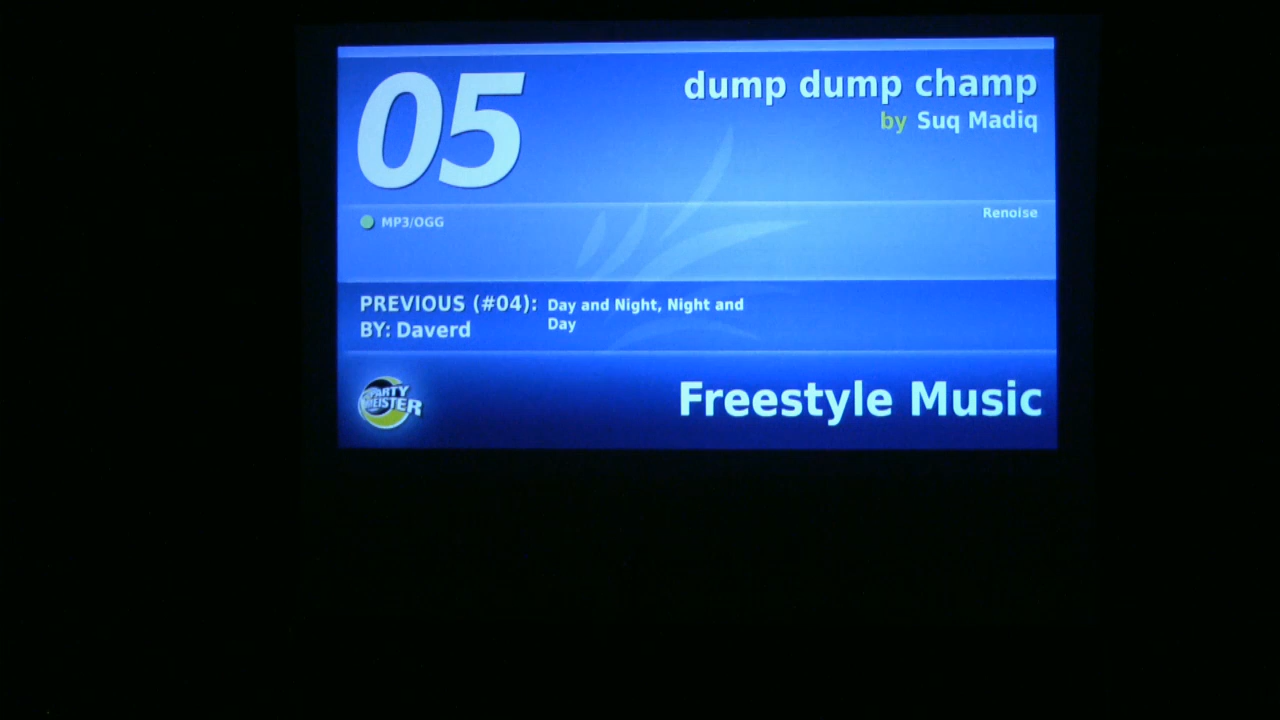 05
dump dump champ
by Suq Madiq
MP3/OGG
Renoise
PREVIOUS (#04): Day and Night, Night and
Day
BY: Daverd
PARTY
MEISTER
Freestyle Music